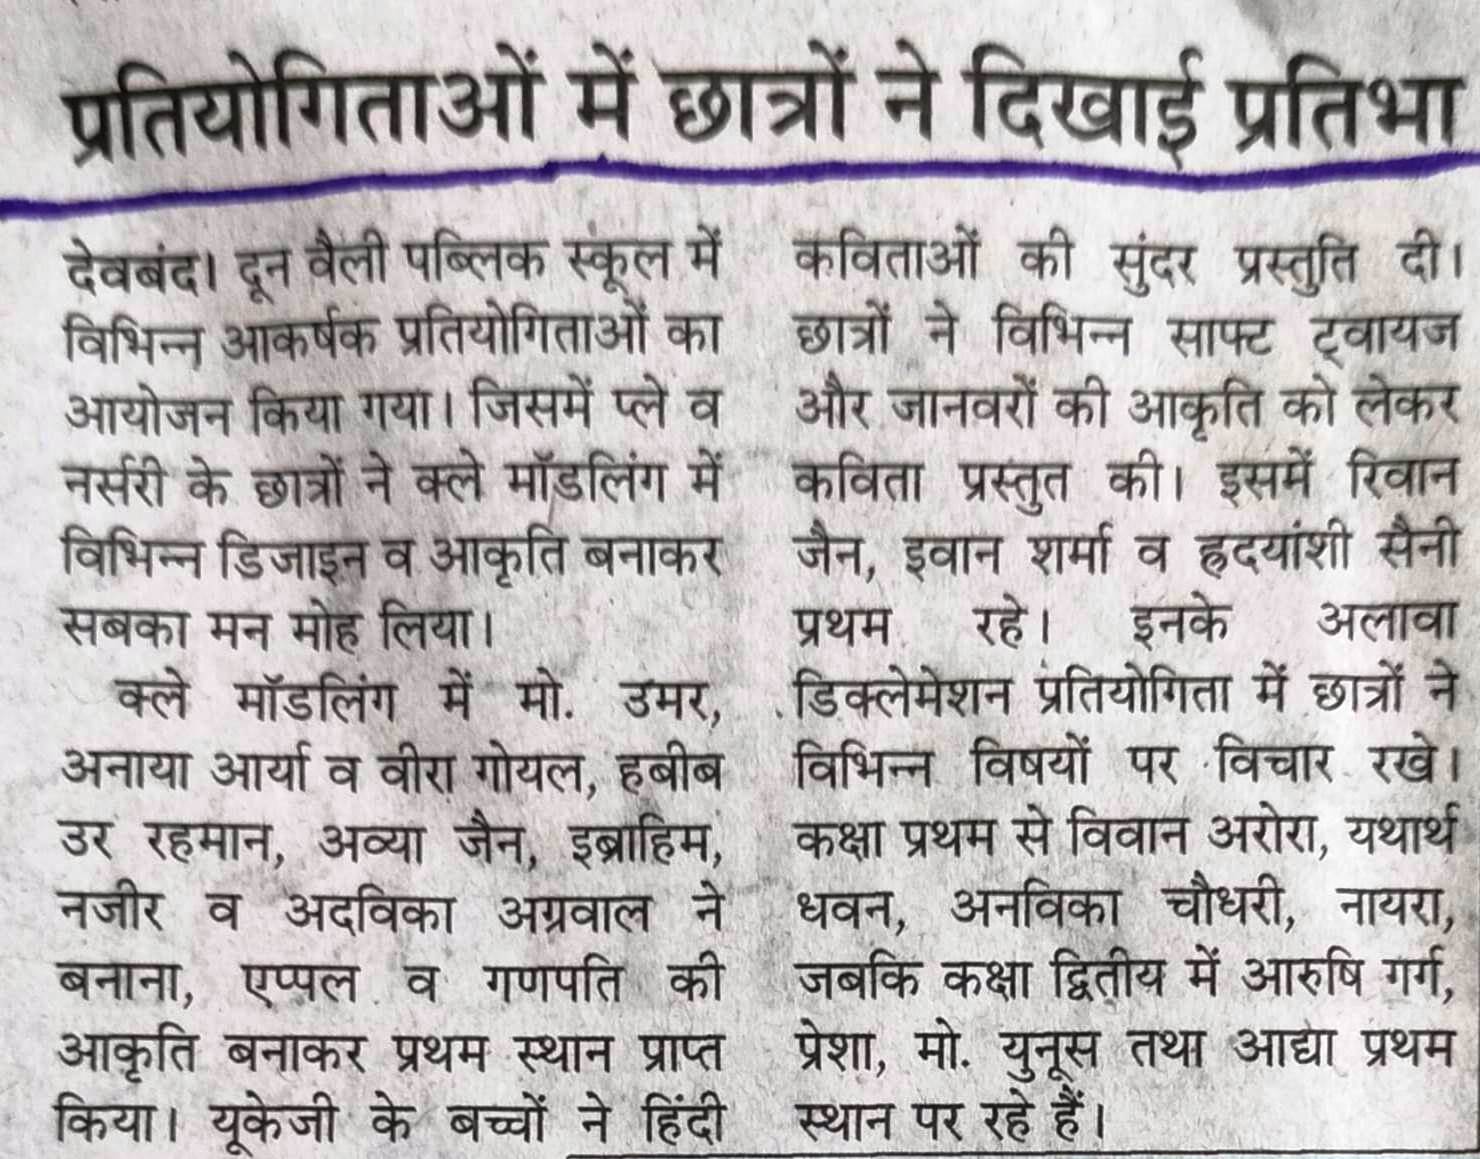 प्रतियोगिताओं में छात्रों ने दिखाई प्रतिभा
देवबंद। दून वैली पब्लिक स्कूल में
विभिन्न आकर्षक प्रतियोगिताओं का
आयोजन किया गया। जिसमें प्ले व
नर्सरी के छात्रों ने क्ले मॉडलिंग में
विभिन्न डिजाइन व आकृति बनाकर
सबका मन मोह लिया।
क्ले मॉडलिंग में मो. उमर,
अनाया आर्या व वीरा गोयल, हबीब
उर रहमान, अव्या जैन, इब्राहिम,
नजीर व अदविका अग्रवाल ने
बनाना, एप्पल व गणपति की
आकृति बनाकर प्रथम स्थान प्राप्त
किया। यूकेजी के बच्चों ने हिंदी
कविताओं की सुंदर प्रस्तुति दी।
छात्रों ने विभिन्न साफ्ट ट्वायज
और जानवरों की आकृति को लेकर
कविता प्रस्तुत की। इसमें रिवान
जैन, इवान शर्मा व ह्रदयांशी सैनी
प्रथम रहे। इनके अलावा
डिक्लेमेशन प्रतियोगिता में छात्रों ने
विभिन्न विषयों पर विचार रखे।
कक्षा प्रथम से विवान अरोरा, यथार्थ
धवन, अनविका चौधरी, नायरा,
जबकि कक्षा द्वितीय में आरुषि गर्ग,
प्रेशा, मो. युनूस तथा आद्या प्रथम
स्थान पर रहे हैं।